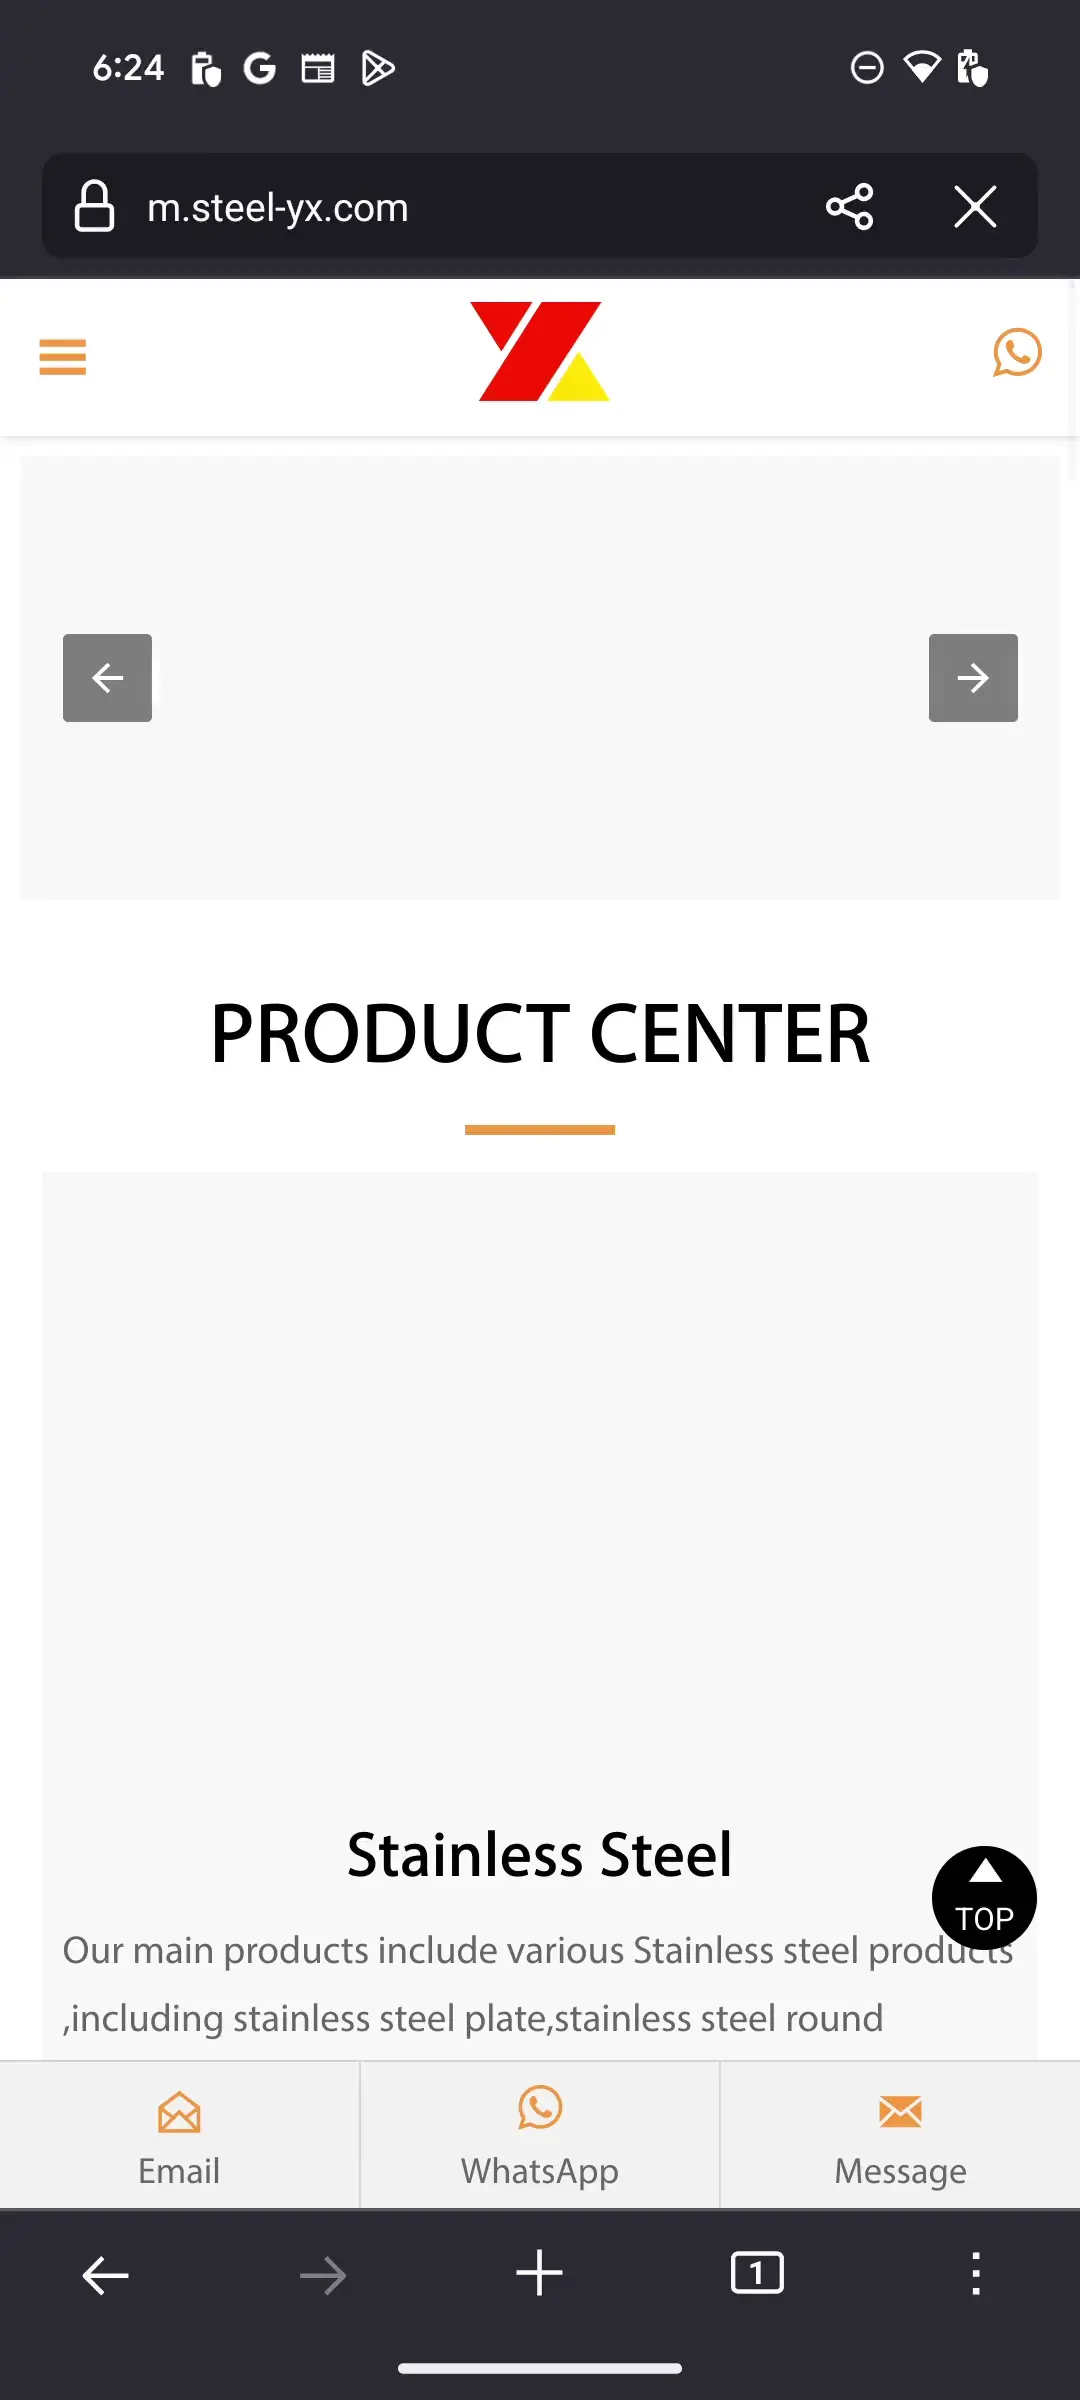 6:24
m.steel-yx.com
PRODUCT CENTER
Stainless Steel
TOP
Our main products include various Stainless steel products
,including stainless steel plate,stainless steel round
Email
WhatsApp
Message
1